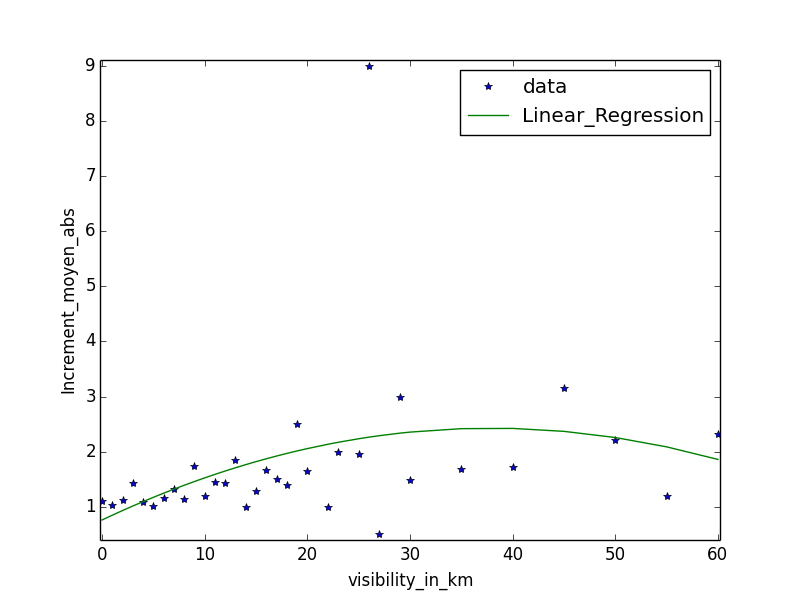 9
8
7
6
5
4
3
2
1
Increment_moyen_abs
data
Linear_Regression
0 10 20 30 40 50 60
visibility_in_km